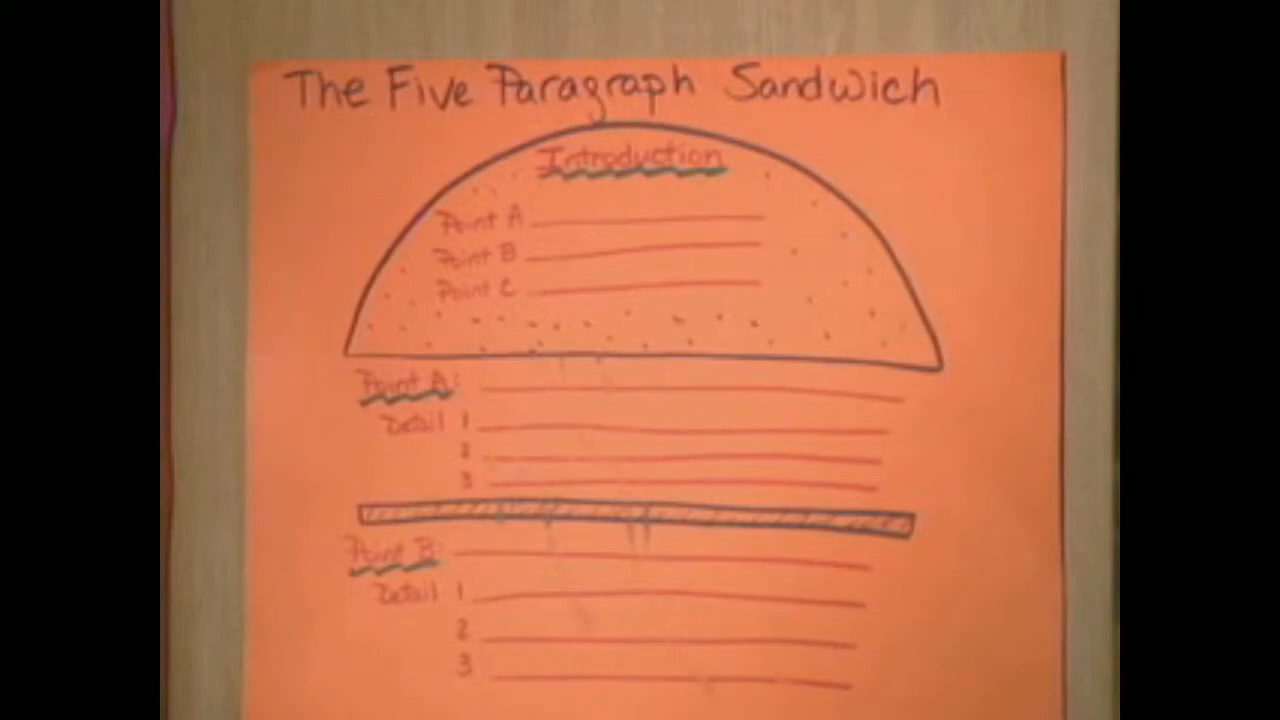 The Five Paragraph Sandwich
Introduction
Point A
Point B
Point C
Point A:
Detail 1
2
3
Point B:
Detail 1
2
3